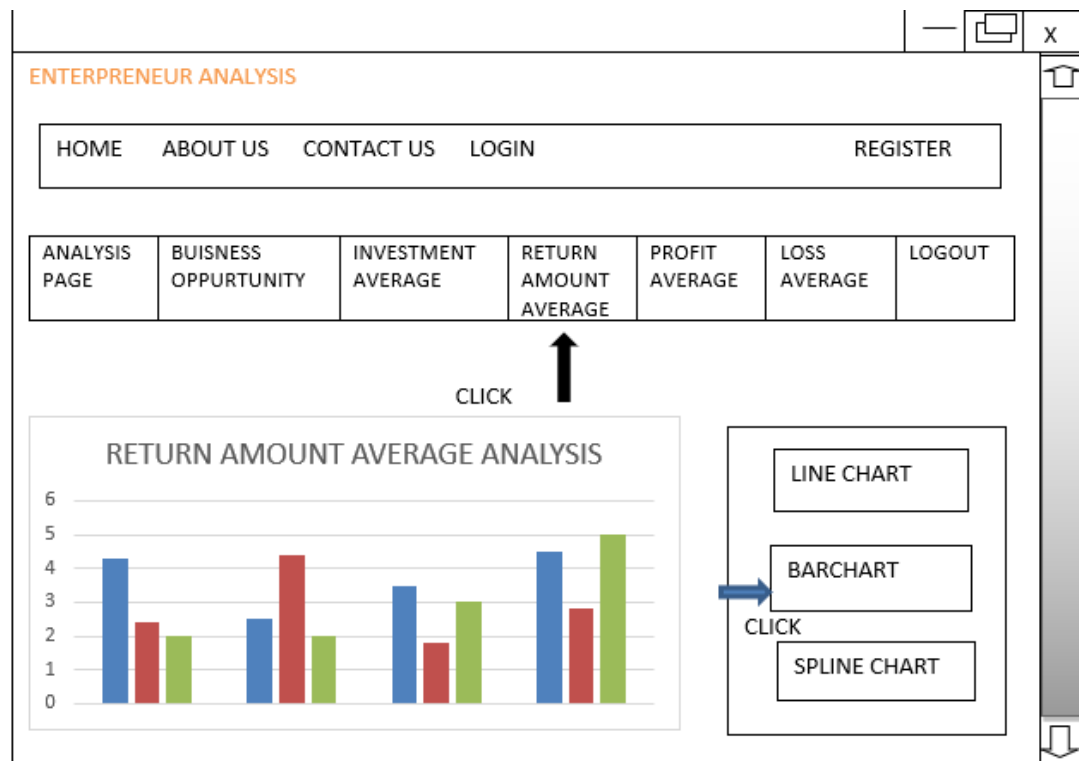 X
ENTERPRENEUR ANALYSIS
HOME ABOUT US CONTACT US LOGIN REGISTER
ANALYSIS
PAGE
BUISNESS
OPPURTUNITY
INVESTMENT
AVERAGE
RETURN
AMOUNT
AVERAGE
PROFIT
AVERAGE
LOSS
AVERAGE
LOGOUT
CLICK
RETURN AMOUNT AVERAGE ANALYSIS
6
5
4
3
2
1
0
LINE CHART
BARCHART
CLICK
SPLINE CHART